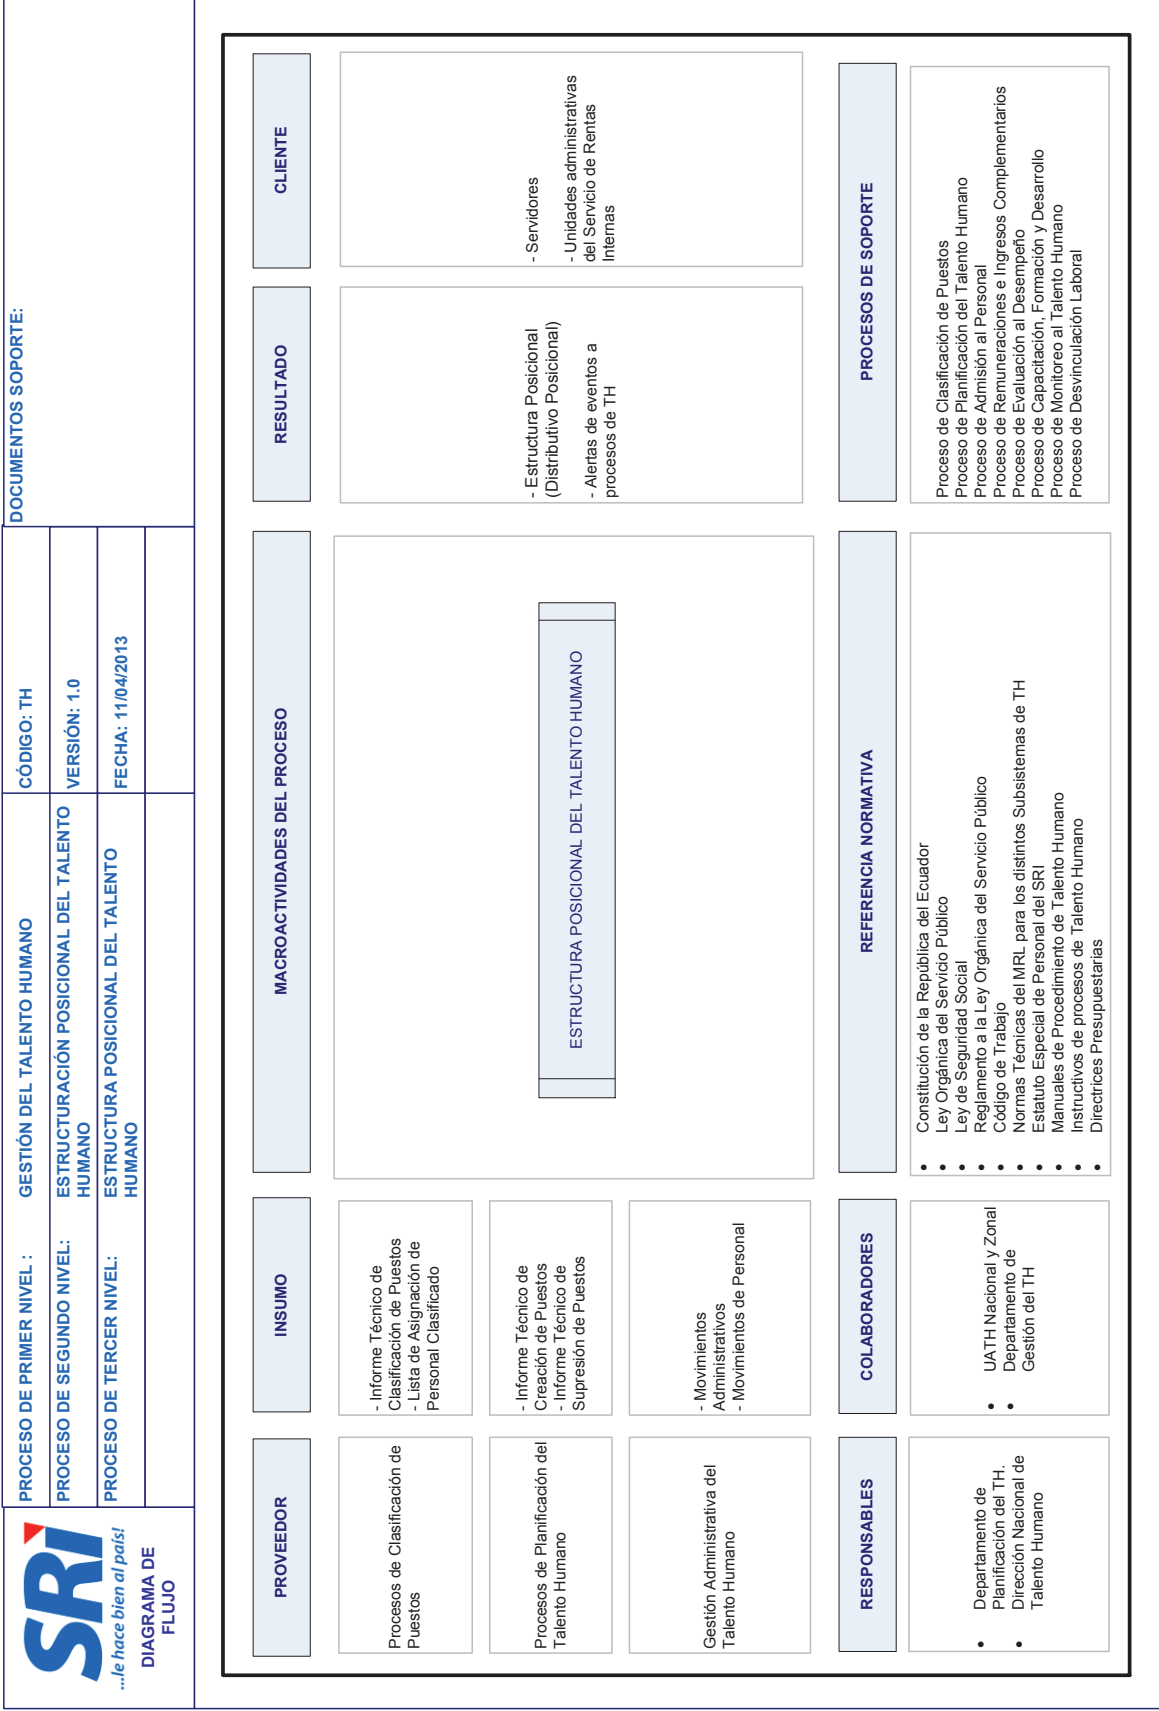 SRi
...le hace bien al país!
DIAGRAMA DE
FLUJO
PROCESO DE PRIMER NIVEL :
GESTIÓN DEL TALENTO HUMANO
CÓDIGO: TH
DOCUMENTOS SOPORTE:
PROCESO DE SEGUNDO NIVEL:
ESTRUCTURACIÓN POSICIONAL DEL TALENTO
HUMANO
VERSIÓN: 1.0
PROCESO DE TERCER NIVEL:
ESTRUCTURA POSICIONAL DEL TALENTO
HUMANO
FECHA: 11/04/2013
PROVEEDOR
INSUMO
MACROACTIVIDADES DEL PROCESO
RESULTADO
CLIENTE
Procesos de Clasificación de
Puestos
- Informe Técnico de
Clasificación de Puestos
- Lista de Asignación de
Personal Clasificado
Procesos de Planificación del
Talento Humano
- Informe Técnico de
Creación de Puestos
- Informe Técnico de
Supresión de Puestos
Gestión Administrativa del
Talento Humano
- Movimientos
Administrativos
- Movimientos de Personal
ESTRUCTURA POSICIONAL DEL TALENTO HUMANO
- Estructura Posicional
(Distributivo Posicional)
- Alertas de eventos a
procesos de TH
- Servidores
- Unidades administrativas
del Servicio de Rentas
Internas
RESPONSABLES
COLABORADORES
REFERENCIA NORMATIVA
PROCESOS DE SOPORTE
• Departamento de
Planificación del TH.
• Dirección Nacional de
Talento Humano
• UATH Nacional y Zonal
• Departamento de
Gestión del TH
• Constitución de la República del Ecuador
• Ley Orgánica del Servicio Público
• Ley de Seguridad Social
• Reglamento a la Ley Orgánica del Servicio Público
• Código de Trabajo
• Normas Técnicas del MRL para los distintos Subsistemas de TH
• Estatuto Especial de Personal del SRI
• Manuales de Procedimiento de Talento Humano
• Instructivos de procesos de Talento Humano
• Directrices Presupuestarias
Proceso de Clasificación de Puestos
Proceso de Planificación del Talento Humano
Proceso de Admisión al Personal
Proceso de Remuneraciones e Ingresos Complementarios
Proceso de Evaluación al Desempeño
Proceso de Capacitación, Formación y Desarrollo
Proceso de Monitoreo al Talento Humano
Proceso de Desvinculación Laboral